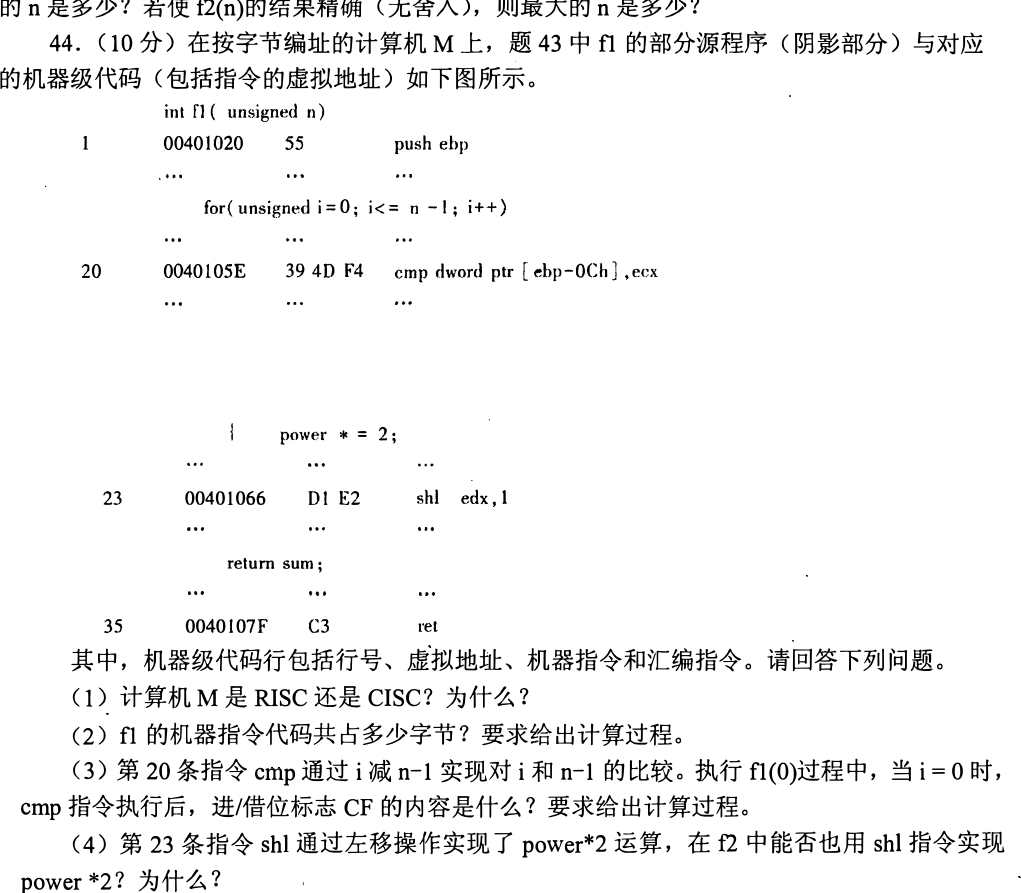 的 n 是多少？若使 f2(n)的结果精确（无舍入），则最大的 n 是多少？
44．（10 分）在按字节编址的计算机 M 上，题 43 中 f1 的部分源程序（阴影部分）与对应
的机器级代码（包括指令的虚拟地址）如下图所示。
int f1( unsigned n)
1 00401020 55 push ebp
… … …
for( unsigned i=0; i<= n -1; i++)
… … …
20 0040105E 39 4D F4 cmp dword ptr [ebp-0Ch],ecx
… … …
{ power * = 2;
… … …
23 00401066 D1 E2 shl edx,1
… … …
return sum;
… … …
35 0040107F C3 ret
其中，机器级代码行包括行号、虚拟地址、机器指令和汇编指令。请回答下列问题。
（1）计算机 M 是 RISC 还是 CISC？为什么？
（2）f1 的机器指令代码共占多少字节？要求给出计算过程。
（3）第 20 条指令 cmp 通过 i 减 n-1 实现对 i 和 n-1 的比较。执行 f1(0)过程中，当 i = 0 时，
cmp 指令执行后，进/借位标志 CF 的内容是什么？要求给出计算过程。
（4）第 23 条指令 shl 通过左移操作实现了 power*2 运算，在 f2 中能否也用 shl 指令实现
power *2？为什么？